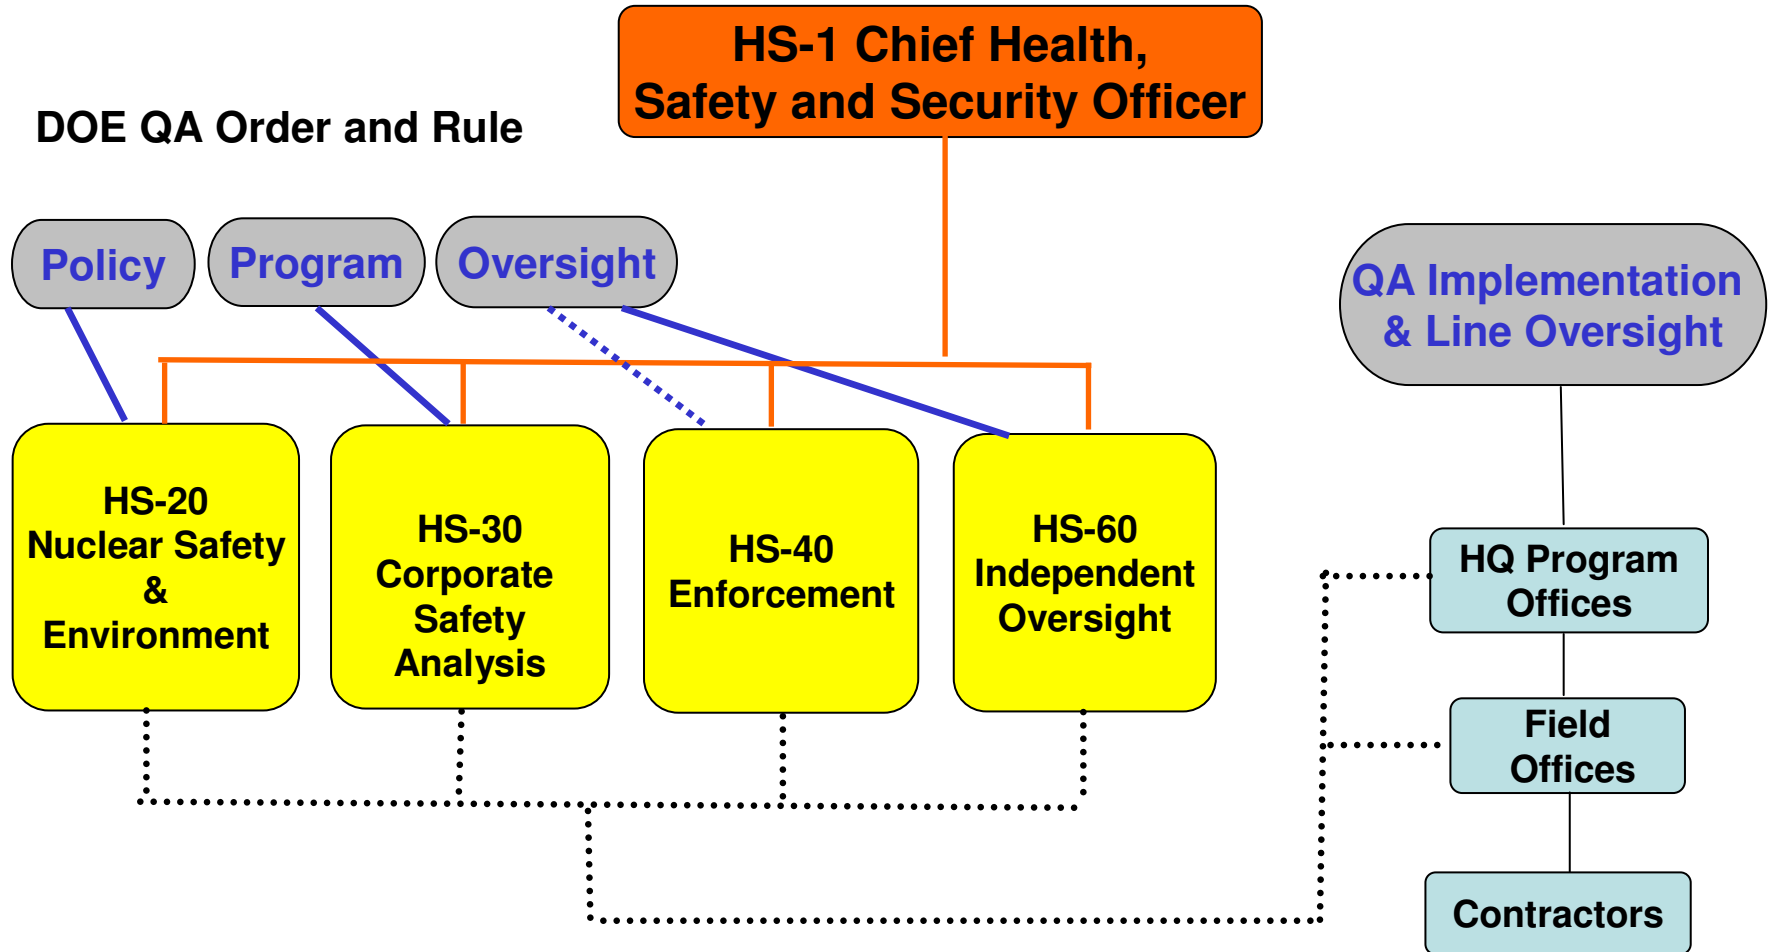 HS-1 Chief Health,
Safety and Security Officer
DOE QA Order and Rule
Policy
Program
Oversight
QA Implementation
& Line Oversight
HS-20
Nuclear Safety
&
Environment
HS-30
Corporate
Safety
Analysis
HS-40
Enforcement
HS-60
Independent
Oversight
HQ Program
Offices
Field
Offices
Contractors